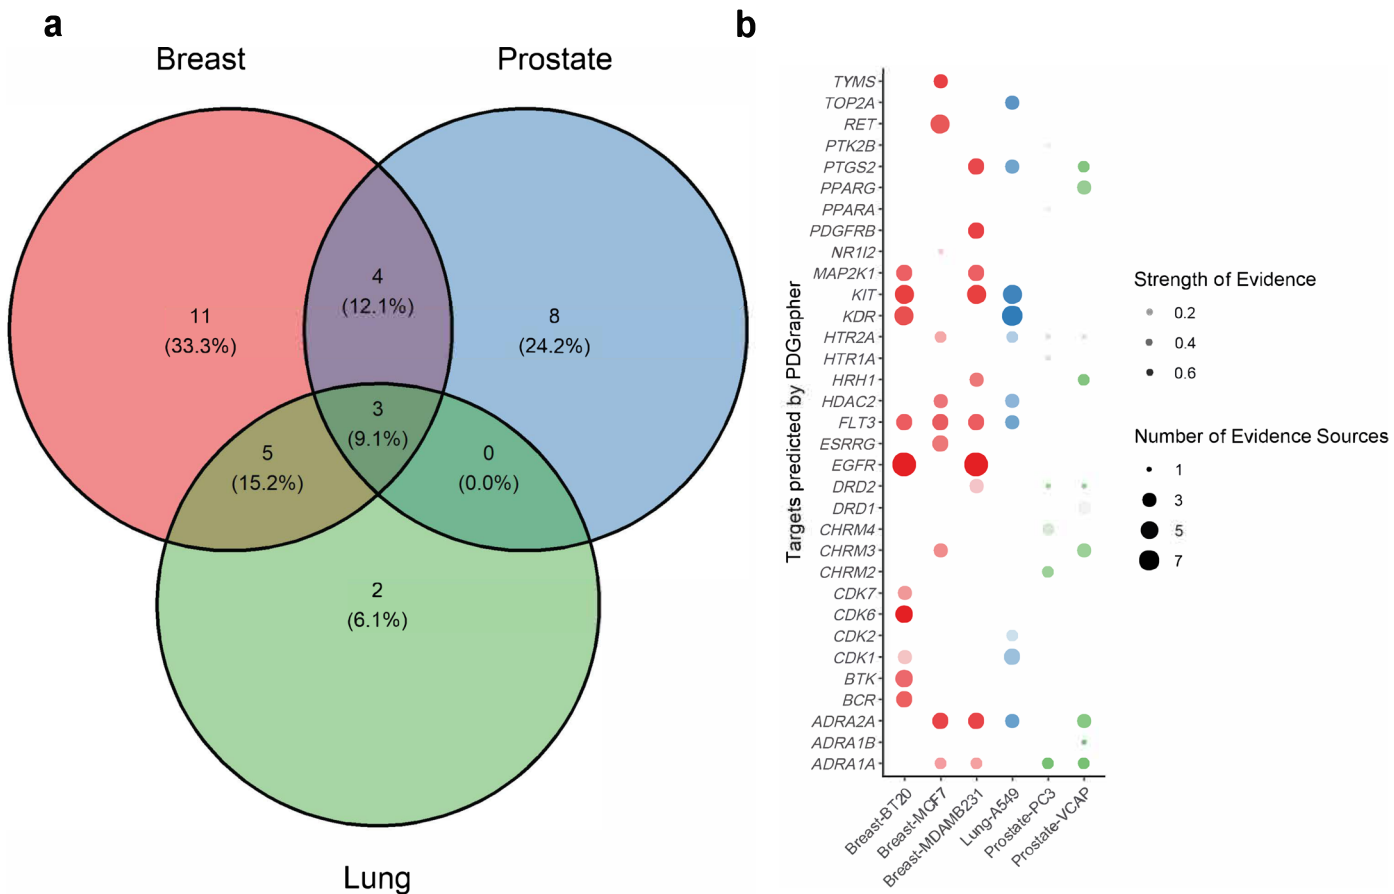 a
Breast
Prostate
11
(33.3%)
4
(12.1%)
8
(24.2%)
3
(9.1%)
5
(15.2%)
0
(0.0%)
2
(6.1%)
Lung
b
Targets predicted by PDGrapher
TYMS
TOP2A
RET
PTK2B
PTGS2
PPARG
PPARA
PDGFRB
NR1I2
MAP2K1
KIT
KDR
HTR2A
HTR1A
HRH1
HDAC2
FLT3
ESRRG
EGFR
DRD2
DRD1
CHRM4
CHRM3
CHRM2
CDK7
CDK6
CDK2
CDK1
BTK
BCR
ADRA2A
ADRA1B
ADRA1A
Breast-BT20
Breast-MCF7
Breast-MDAMB231
Lung-A549
Prostate-PC3
Prostate-VCAP
Strength of Evidence
0.2
0.4
0.6
Number of Evidence Sources
1
3
5
7